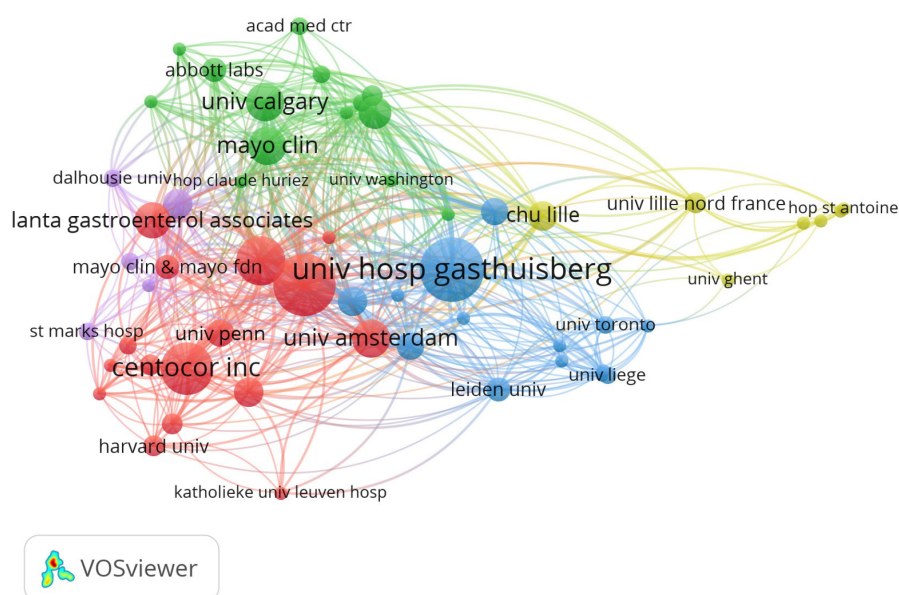 acad med ctr
abbott labs
univ calgary
mayo clin
dalhousie univ
hop claude huriez
univ washington
lanta gastroenterol associates
chu lille
univ lille nord france
hop st antoine
mayo clin & mayo fdn
univ hosp gasthuisberg
univ ghent
st marks hosp
univ penn
univ amsterdam
univ toronto
centocor inc
leiden univ
univ liege
harvard univ
katholieke univ leuven hosp
VOSviewer